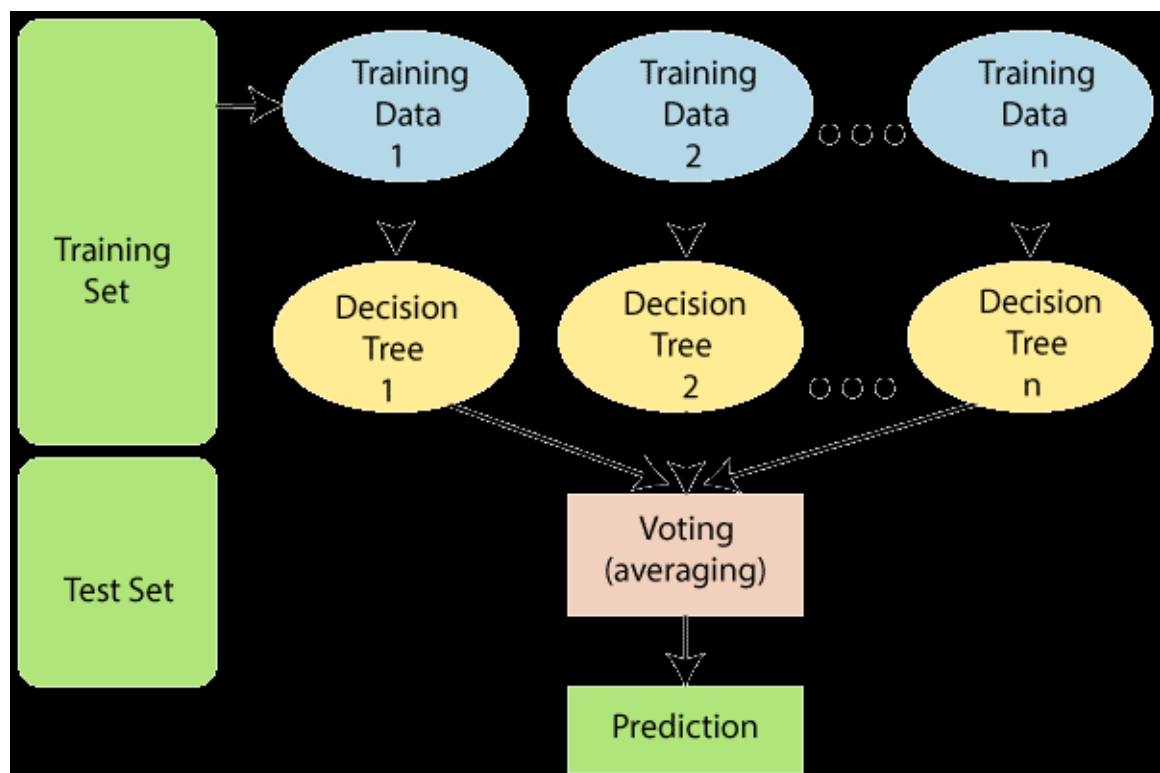 Training
Set
Training
Data
1
Training
Data
2
Training
Data
n
Decision
Tree
1
Decision
Tree
2
Decision
Tree
n
Test Set
Voting
(averaging)
Prediction